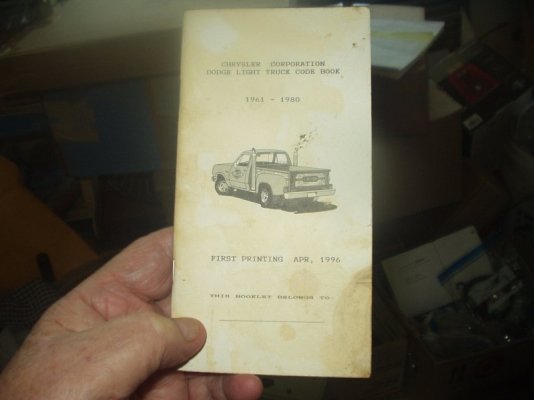 CHRYSLER CORPORATION
DODGE LIGHT TRUCK CODE BOOK
1961 - 1980
FIRST PRINTING APR, 1996
THIS BOOKLET BELONGS TO: